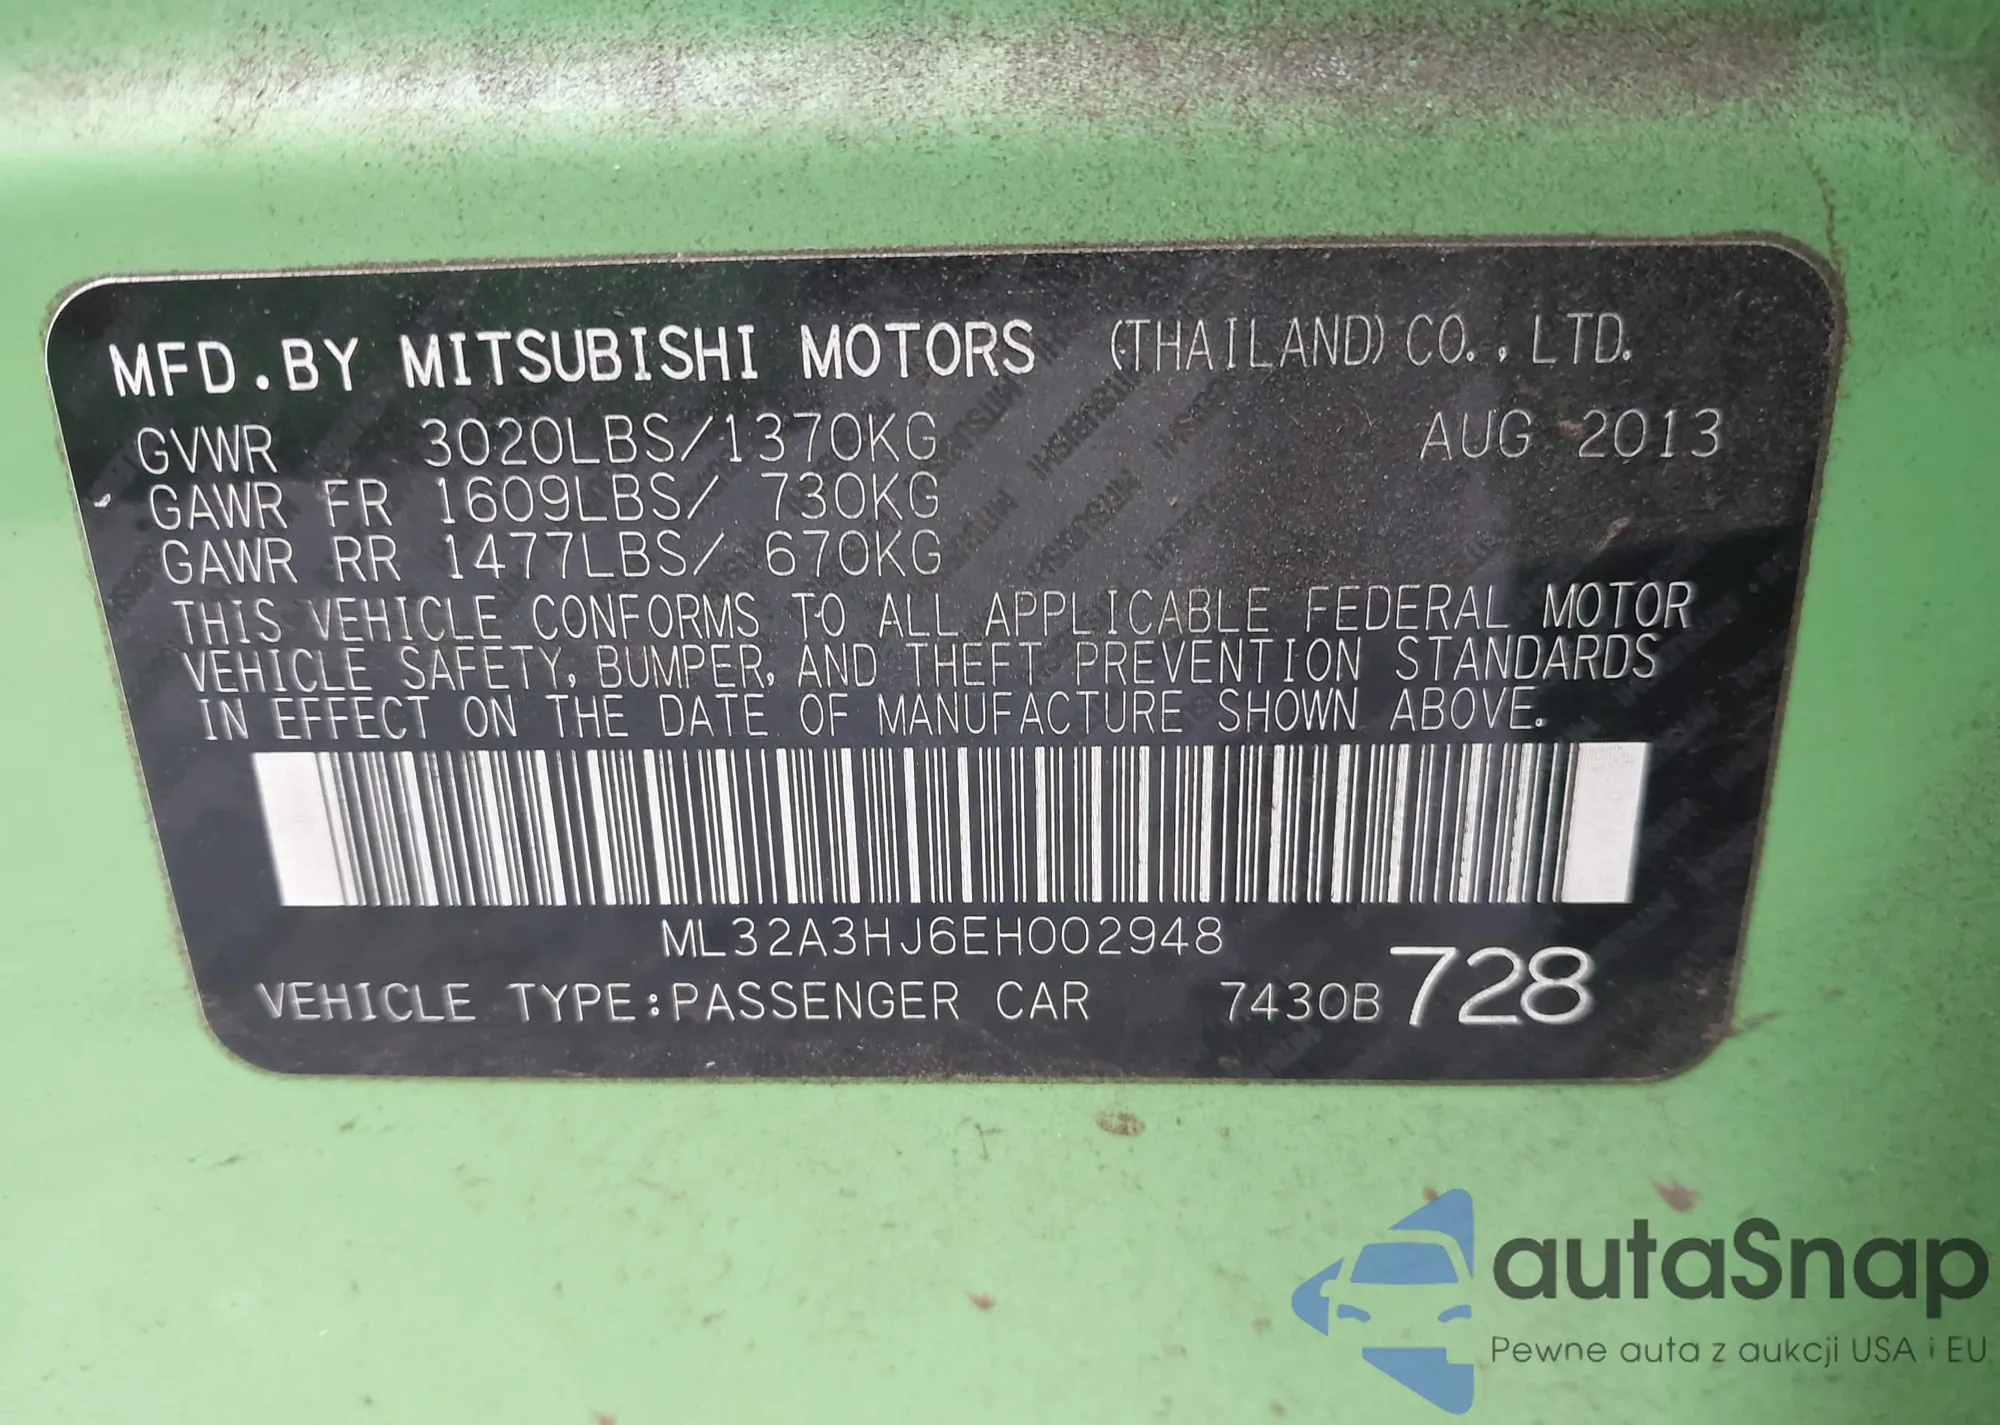 MFD.BY MITSUBISHI MOTORS (THAILAND) CO., LTD.
GVWR 3020LBS/1370KG AUG 2013
GAWR FR 1609LBS/ 730KG
GAWR RR 1477LBS/ 670KG
THIS VEHICLE CONFORMS TO ALL APPLICABLE FEDERAL MOTOR
VEHICLE SAFETY, BUMPER, AND THEFT PREVENTION STANDARDS
IN EFFECT ON THE DATE OF MANUFACTURE SHOWN ABOVE.
ML32A3HJ6EH002948
VEHICLE TYPE:PASSENGER CAR 7430B 728
autaSnap
Pewne auta z aukcji USA i EU